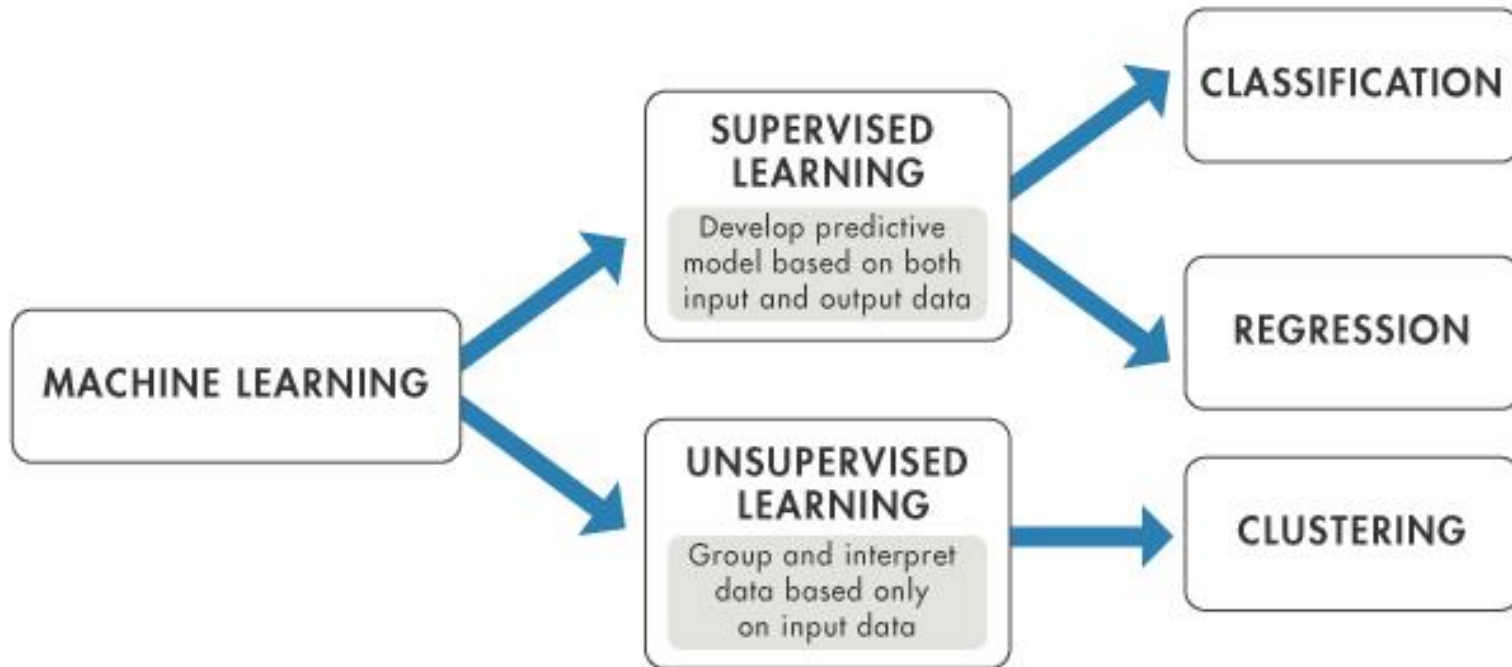 MACHINE LEARNING
SUPERVISED
LEARNING
Develop predictive
model based on both
input and output data
UNSUPERVISED
LEARNING
Group and interpret
data based only
on input data
CLASSIFICATION
REGRESSION
CLUSTERING